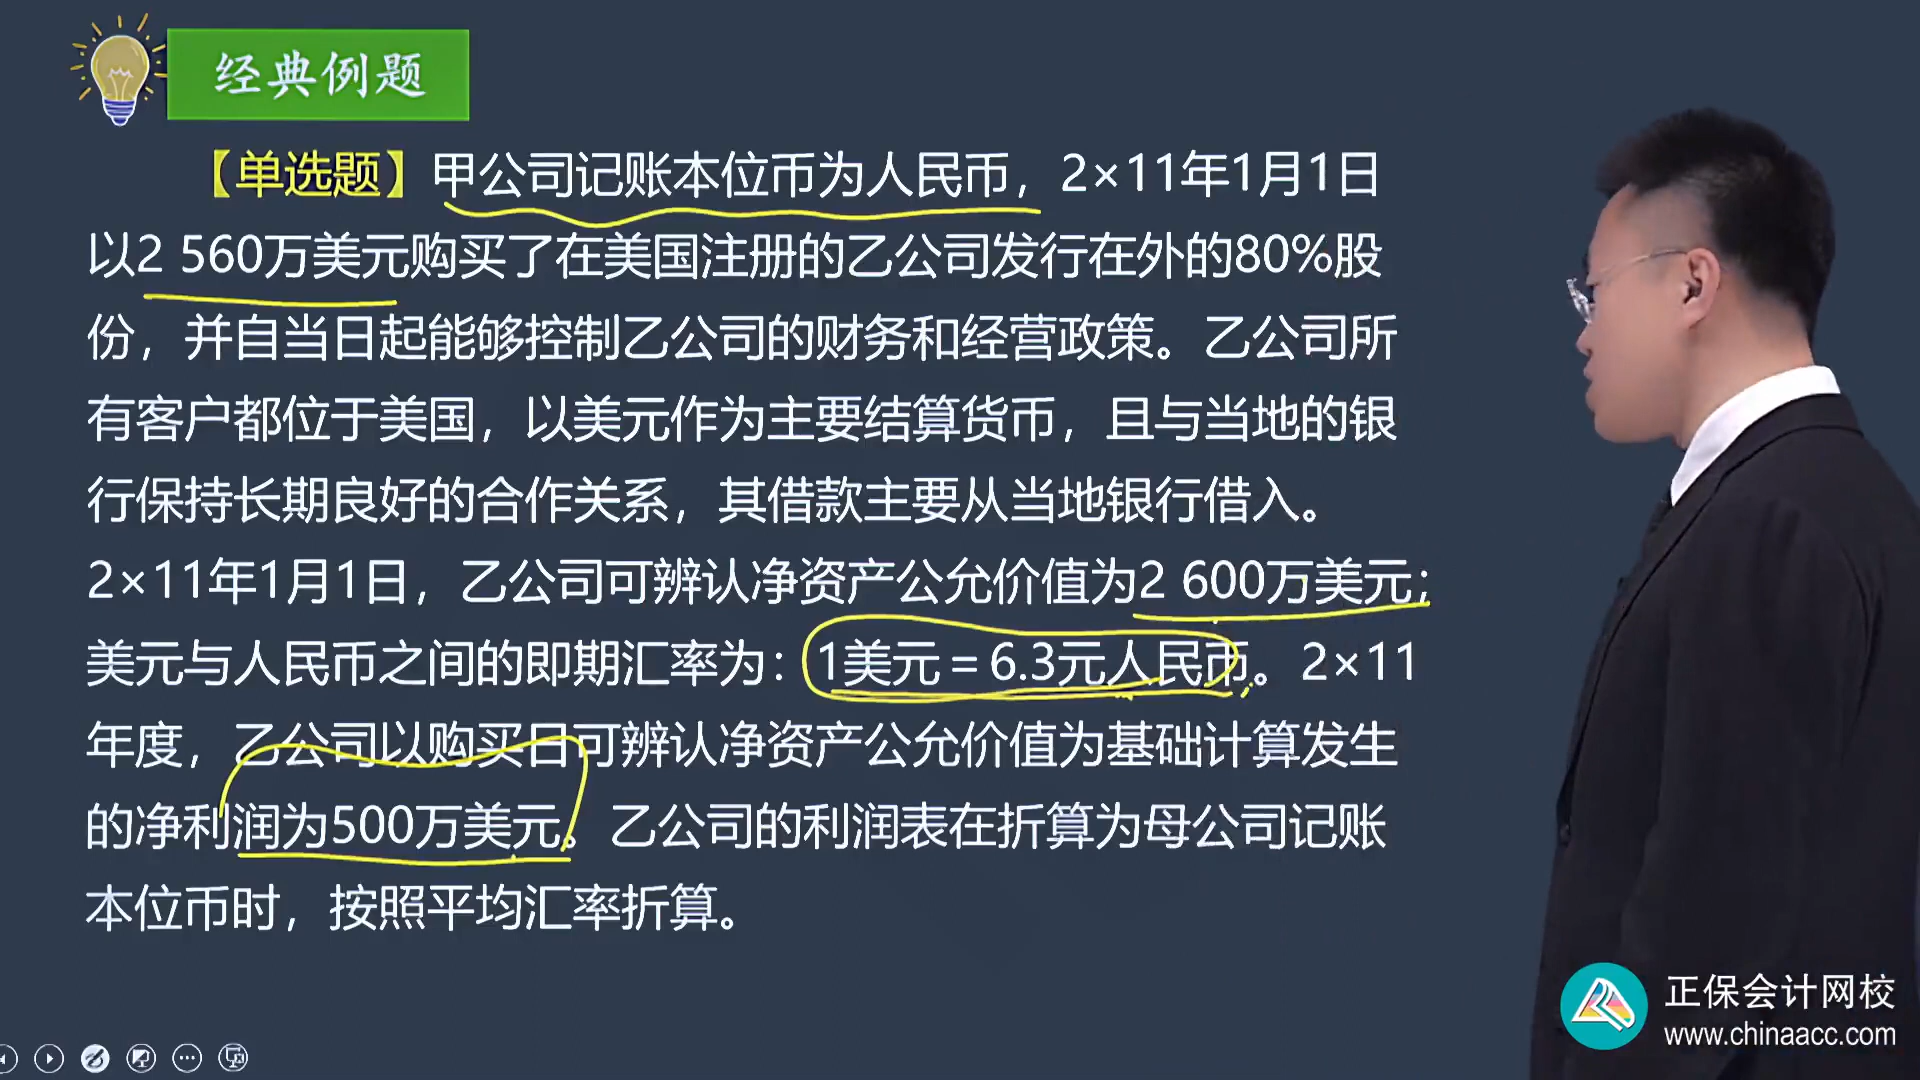 经典例题
【单选题】甲公司记账本位币为人民币，2×11年1月1日
以2 560万美元购买了在美国注册的乙公司发行在外的80%股
份，并自当日起能够控制乙公司的财务和经营政策。乙公司所
有客户都位于美国，以美元作为主要结算货币，且与当地的银
行保持长期良好的合作关系，其借款主要从当地银行借入。
2×11年1月1日，乙公司可辨认净资产公允价值为2 600万美元；
美元与人民币之间的即期汇率为：1美元＝6.3元人民币。2×11
年度，乙公司以购买日可辨认净资产公允价值为基础计算发生
的净利润为500万美元。乙公司的利润表在折算为母公司记账
本位币时，按照平均汇率折算。
正保会计网校
www.chinaacc.com